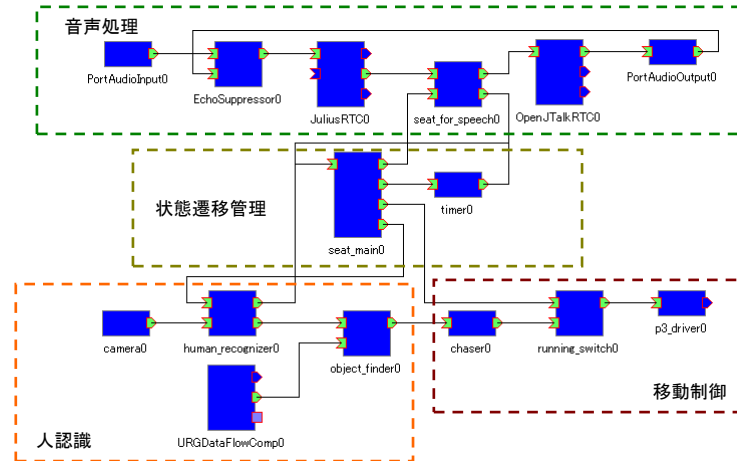 音声処理
PortAudioInput0
EchoSuppressor0
JuliusRTC0
seat_for_speech0
OpenJTalkRTC0
PortAudioOutput0
状態遷移管理
seat_main0
timer0
camera0
human_recognizer0
object_finder0
chaser0
running_switch0
p3_driver0
移動制御
人認識
URGDataFlowComp0